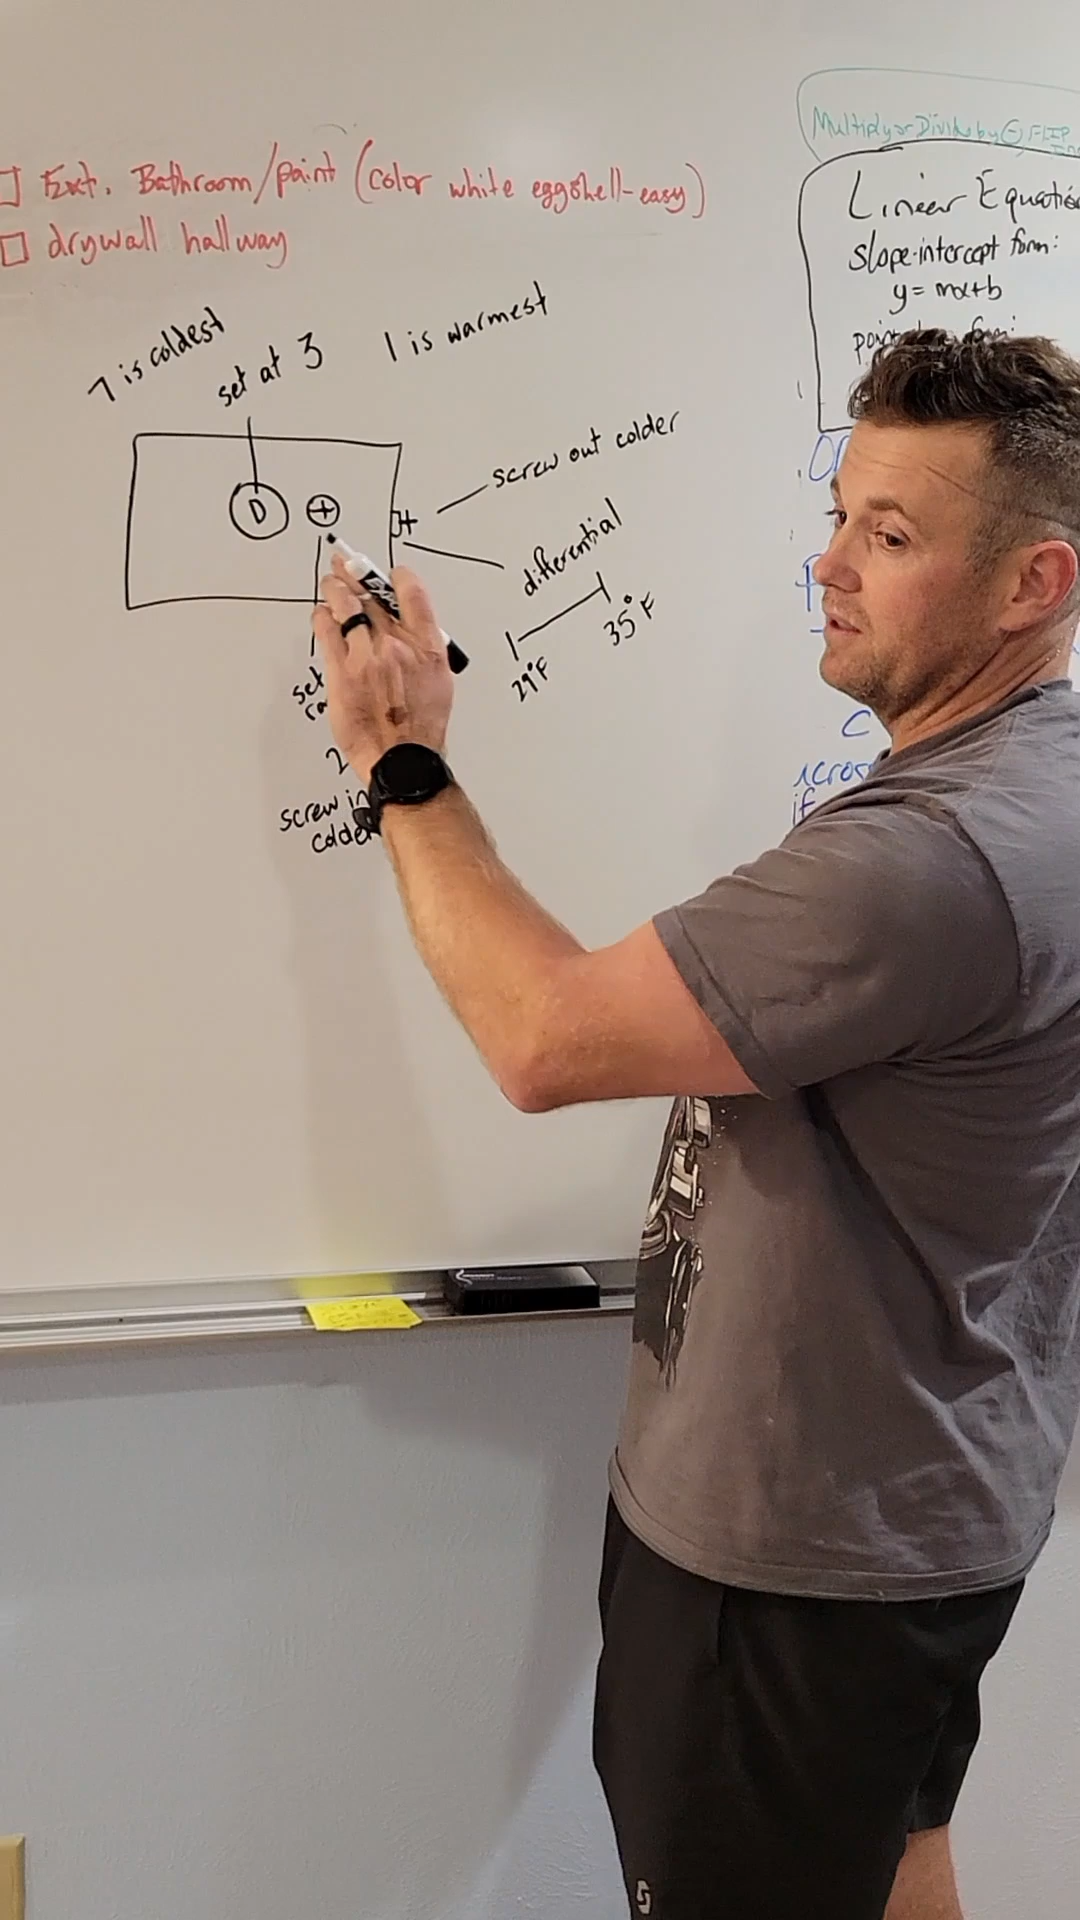 Multiply or Divide by (-), FLIP
Ext. Bathroom/paint (color white eggshell-easy)
drywall hallway
Linear Equation
slope-intercept form:
y = mx+b
7 is coldest
set at 3
1 is warmest
screw out colder
D
+
+
differential
29°F
35°F
set
2
screw in
colder
C
if